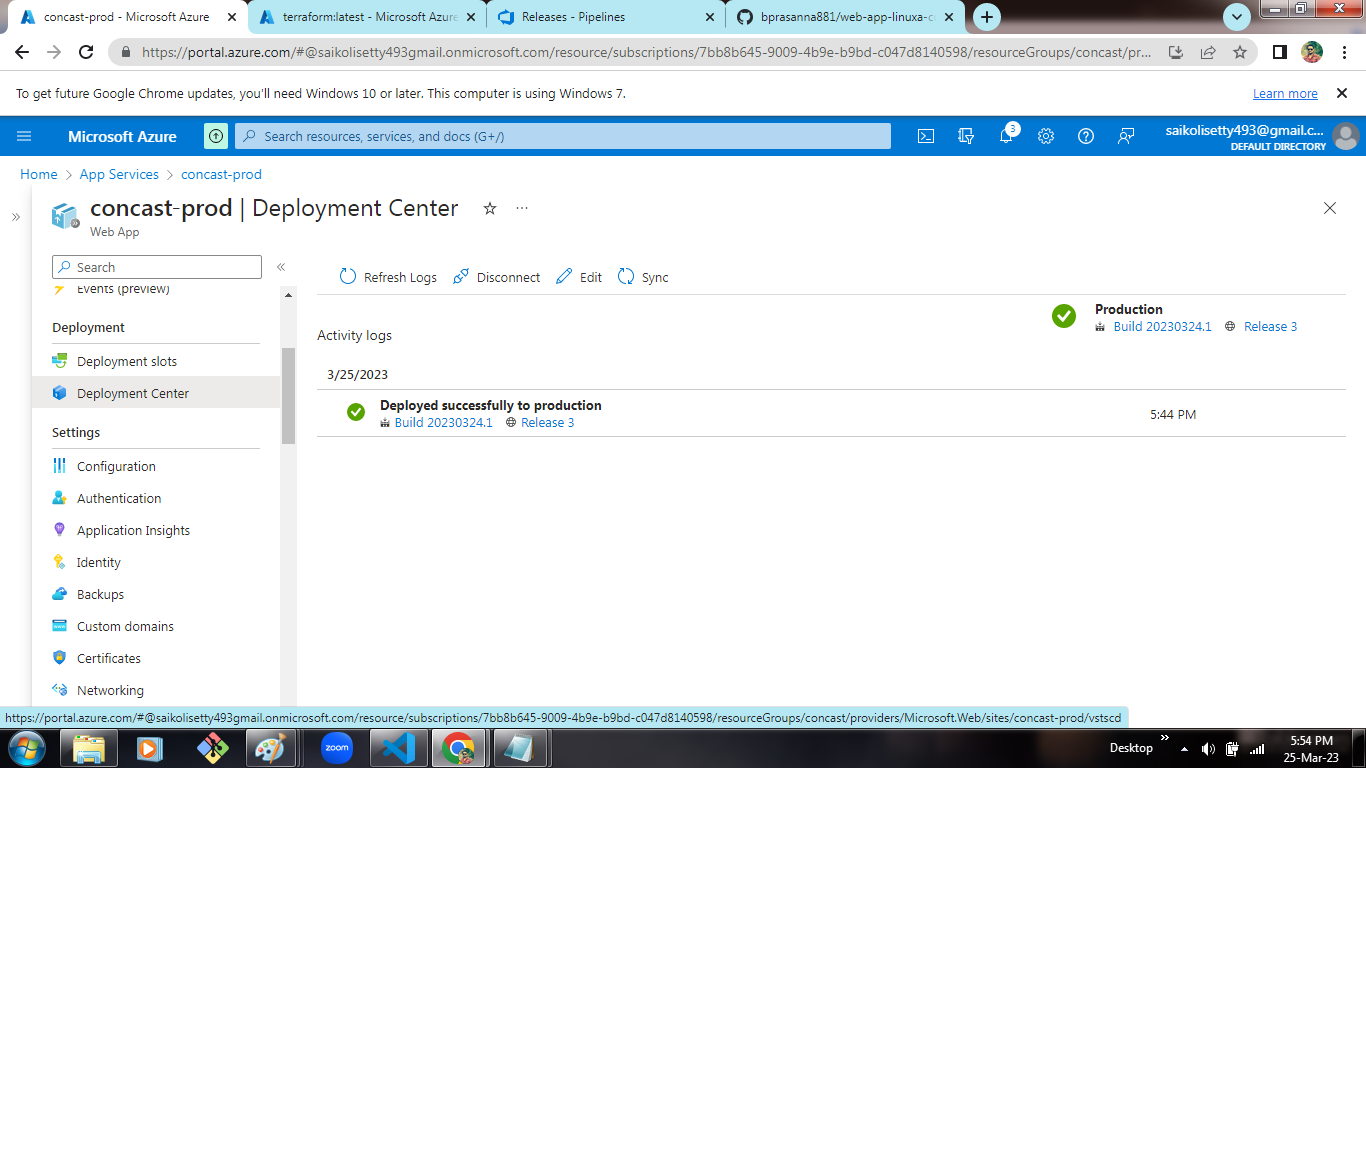 concast-prod - Microsoft Azure
terraform:latest - Microsoft Azure
Releases - Pipelines
bprasanna881/web-app-linuxa-c
https://portal.azure.com/#@saikolisetty493gmail.onmicrosoft.com/resource/subscriptions/7bb8b645-9009-4b9e-b9bd-c047d8140598/resourceGroups/concast/pr...
To get future Google Chrome updates, you'll need Windows 10 or later. This computer is using Windows 7.
Learn more
Microsoft Azure
Search resources, services, and docs (G+/)
3
saikolisetty493@gmail.c...
DEFAULT DIRECTORY
Home > App Services > concast-prod
concast-prod | Deployment Center
...
Web App
Search
Refresh Logs
Disconnect
Edit
Sync
Events (preview)
Deployment
Deployment slots
Deployment Center
Settings
Configuration
Authentication
Application Insights
Identity
Backups
Custom domains
Certificates
Networking
Production
Build 20230324.1
Release 3
Activity logs
3/25/2023
Deployed successfully to production
Build 20230324.1
Release 3
5:44 PM
https://portal.azure.com/#@saikolisetty493gmail.onmicrosoft.com/resource/subscriptions/7bb8b645-9009-4b9e-b9bd-c047d8140598/resourceGroups/concast/providers/Microsoft.Web/sites/concast-prod/vstscd
zoom
Desktop
5:54 PM
25-Mar-23